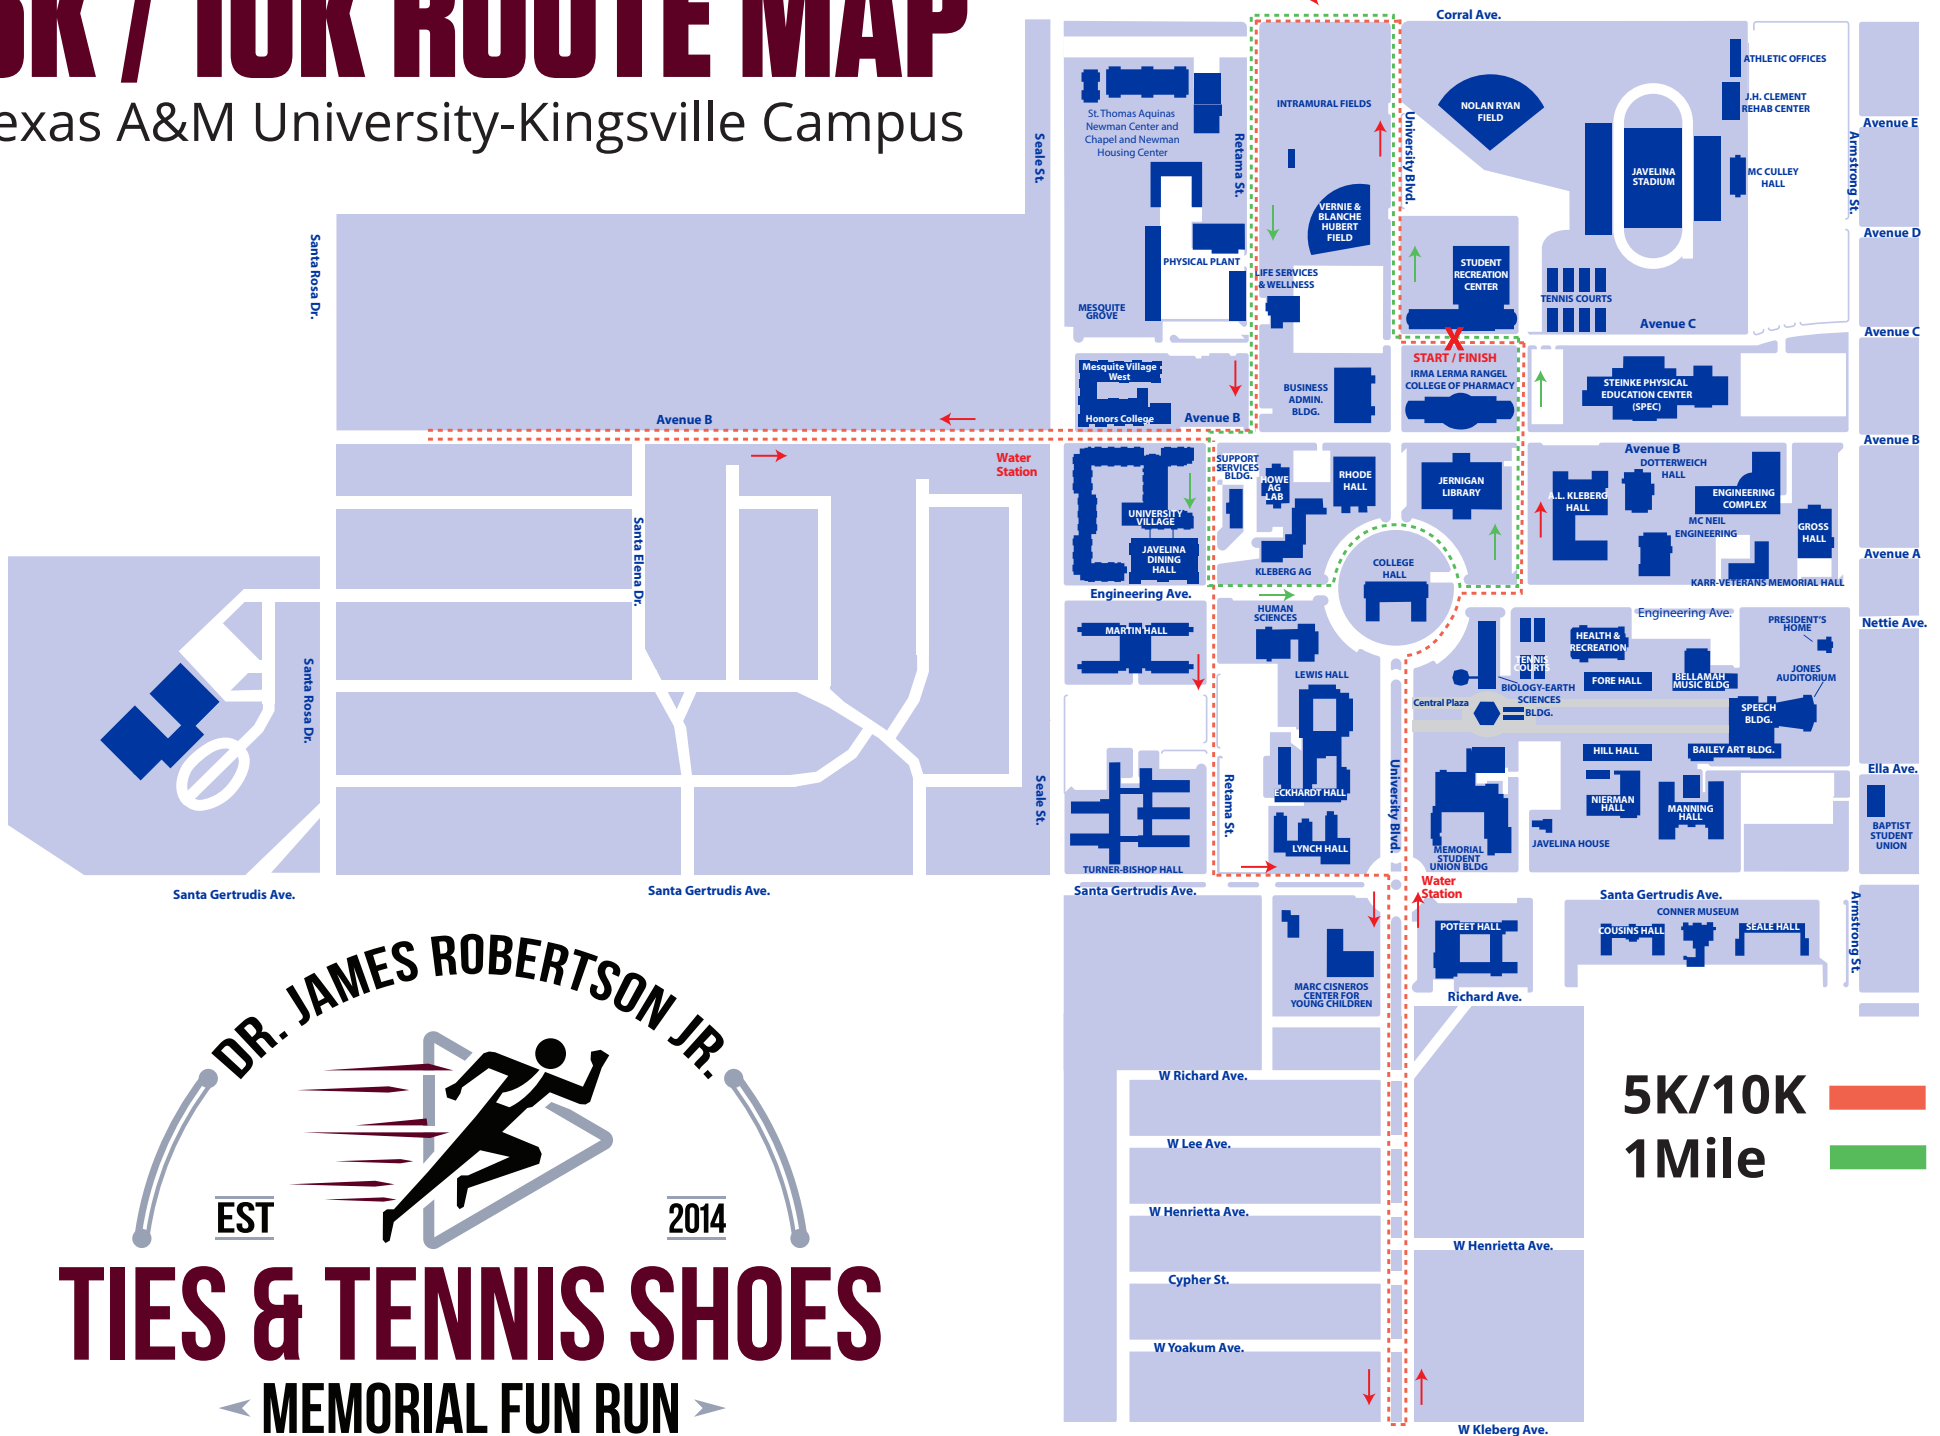 5K / 10K ROUTE MAP
exas A&M University-Kingsville Campus
Corral Ave.
ATHLETIC OFFICES
J.H. CLEMENT
REHAB CENTER
Avenue E
INTRAMURAL FIELDS
NOLAN RYAN
FIELD
St. Thomas Aquinas
Newman Center and
Chapel and Newman
Housing Center
Seale St.
Retama St.
University Blvd.
Armstrong St.
JAVELINA
STADIUM
MC CULLEY
HALL
VERNIE &
BLANCHE
HUBERT
FIELD
Avenue D
Santa Rosa Dr.
PHYSICAL PLANT
LIFE SERVICES
& WELLNESS
STUDENT
RECREATION
CENTER
TENNIS COURTS
MESQUITE
GROVE
Avenue C
Avenue C
X
START / FINISH
Mesquite Village
West
IRMA LERMA RANGEL
COLLEGE OF PHARMACY
BUSINESS
ADMIN.
BLDG.
STEINKE PHYSICAL
EDUCATION CENTER
(SPEC)
Honors College
Avenue B
Avenue B
Avenue B
Avenue B
Water
Station
SUPPORT
SERVICES
BLDG.
HOWE
AG
LAB
RHODE
HALL
JERNIGAN
LIBRARY
DOTTERWEICH
HALL
A.L. KLEBERG
HALL
ENGINEERING
COMPLEX
UNIVERSITY
VILLAGE
MC NEIL
ENGINEERING
GROSS
HALL
Santa Elena Dr.
JAVELINA
DINING
HALL
KLEBERG AG
COLLEGE
HALL
Avenue A
KARR-VETERANS MEMORIAL HALL
Engineering Ave.
HUMAN
SCIENCES
Engineering Ave.
PRESIDENT'S
HOME
Nettie Ave.
MARTIN HALL
HEALTH &
RECREATION
TENNIS
COURTS
Santa Rosa Dr.
LEWIS HALL
FORE HALL
BELLAMAH
MUSIC BLDG
JONES
AUDITORIUM
BIOLOGY-EARTH
SCIENCES
BLDG.
Central Plaza
SPEECH
BLDG.
HILL HALL
BAILEY ART BLDG.
Ella Ave.
Seale St.
Retama St.
University Blvd.
ECKHARDT HALL
NIERMAN
HALL
MANNING
HALL
BAPTIST
STUDENT
UNION
LYNCH HALL
MEMORIAL
STUDENT
UNION BLDG
JAVELINA HOUSE
TURNER-BISHOP HALL
Water
Station
Santa Gertrudis Ave.
Santa Gertrudis Ave.
Santa Gertrudis Ave.
Santa Gertrudis Ave.
Armstrong St.
CONNER MUSEUM
POTEET HALL
COUSINS HALL
SEALE HALL
MARC CISNEROS
CENTER FOR
YOUNG CHILDREN
Richard Ave.
W Richard Ave.
W Lee Ave.
W Henrietta Ave.
W Henrietta Ave.
Cypher St.
W Yoakum Ave.
W Kleberg Ave.
5K/10K
1Mile
DR. JAMES ROBERTSON JR.
EST
2014
TIES & TENNIS SHOES
MEMORIAL FUN RUN